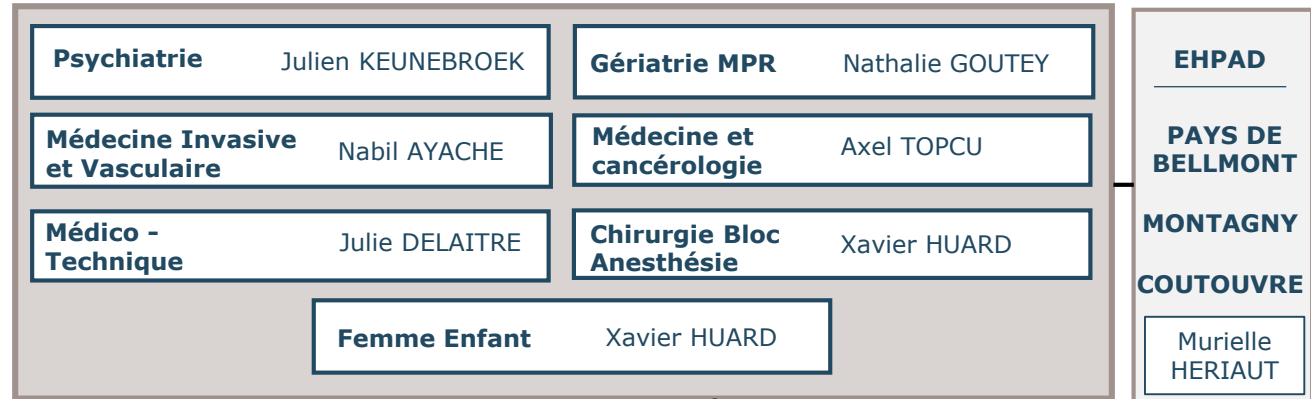 Psychiatrie Julien KEUNEBROEK
Gériatrie MPR Nathalie GOUTEY
Médecine Invasive
et Vasculaire
Nabil AYACHE
Médecine et
cancérologie
Axel TOPCU
Médico -
Technique
Julie DELAITRE
Chirurgie Bloc
Anesthésie
Xavier HUARD
Femme Enfant Xavier HUARD
EHPAD
PAYS DE
BELLMONT
MONTAGNY
COUTOUVRE
Murielle
HERIAUT